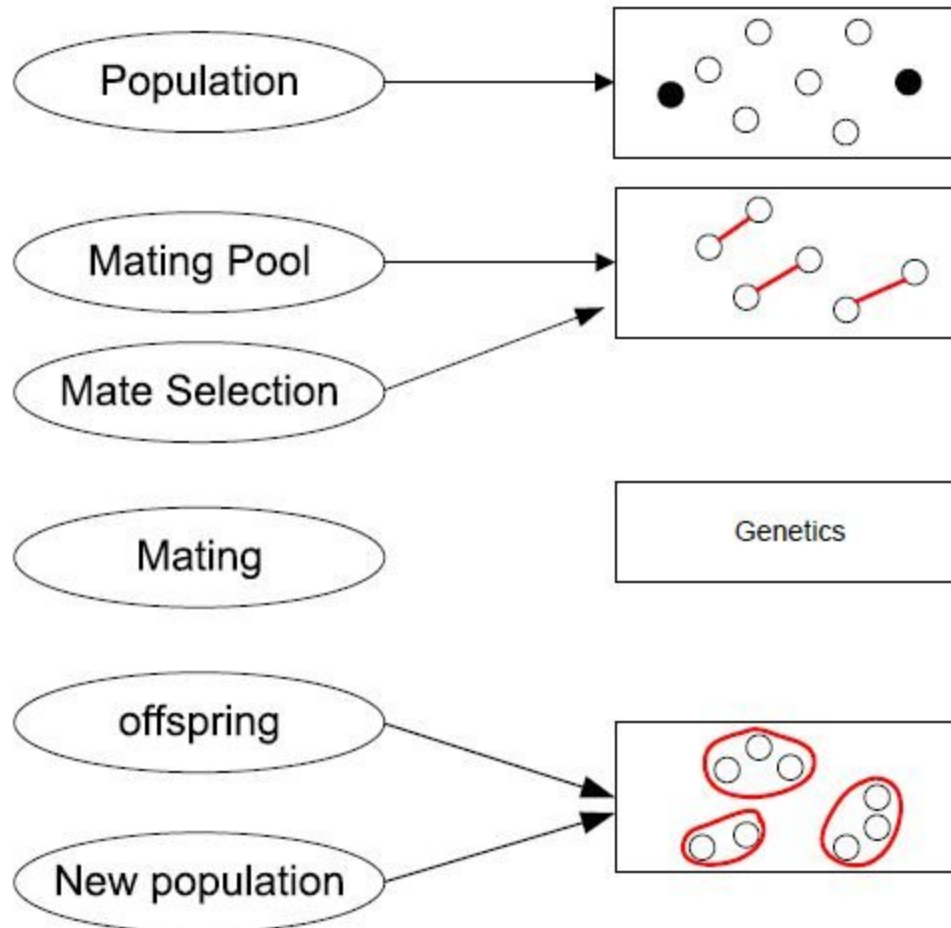 Population
Mating Pool
Mate Selection
Mating
Genetics
offspring
New population